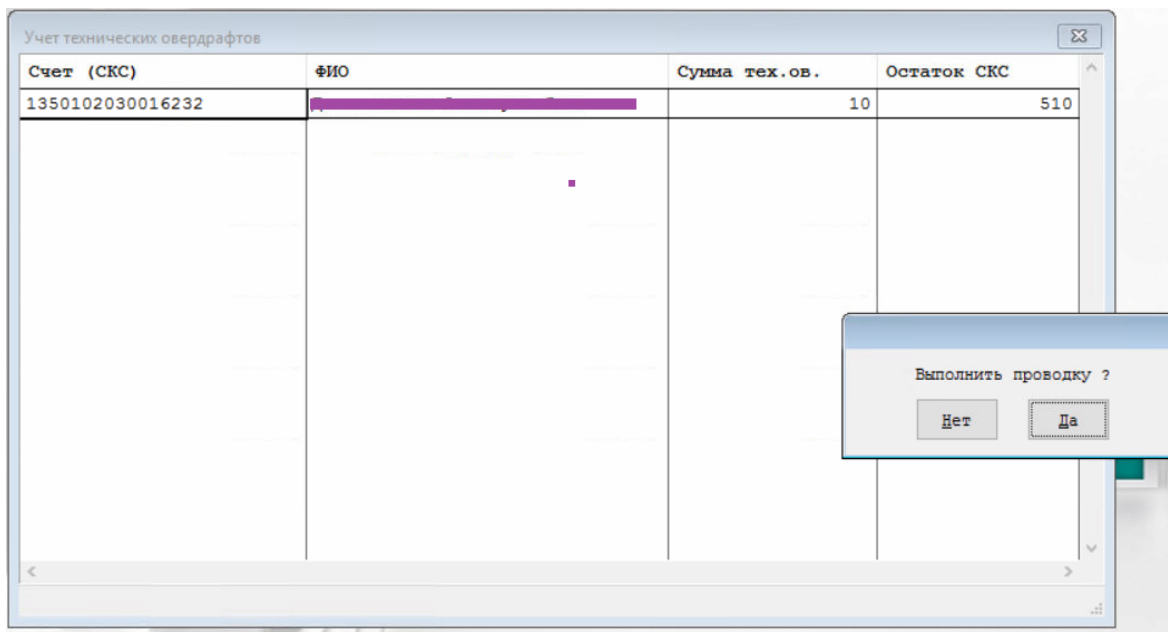 Учет технических овердрафтов
Счет (СКС) ФИО Сумма тех.ов. Остаток СКС
1350102030016232 10 510
Выполнить проводку ?
Нет Да